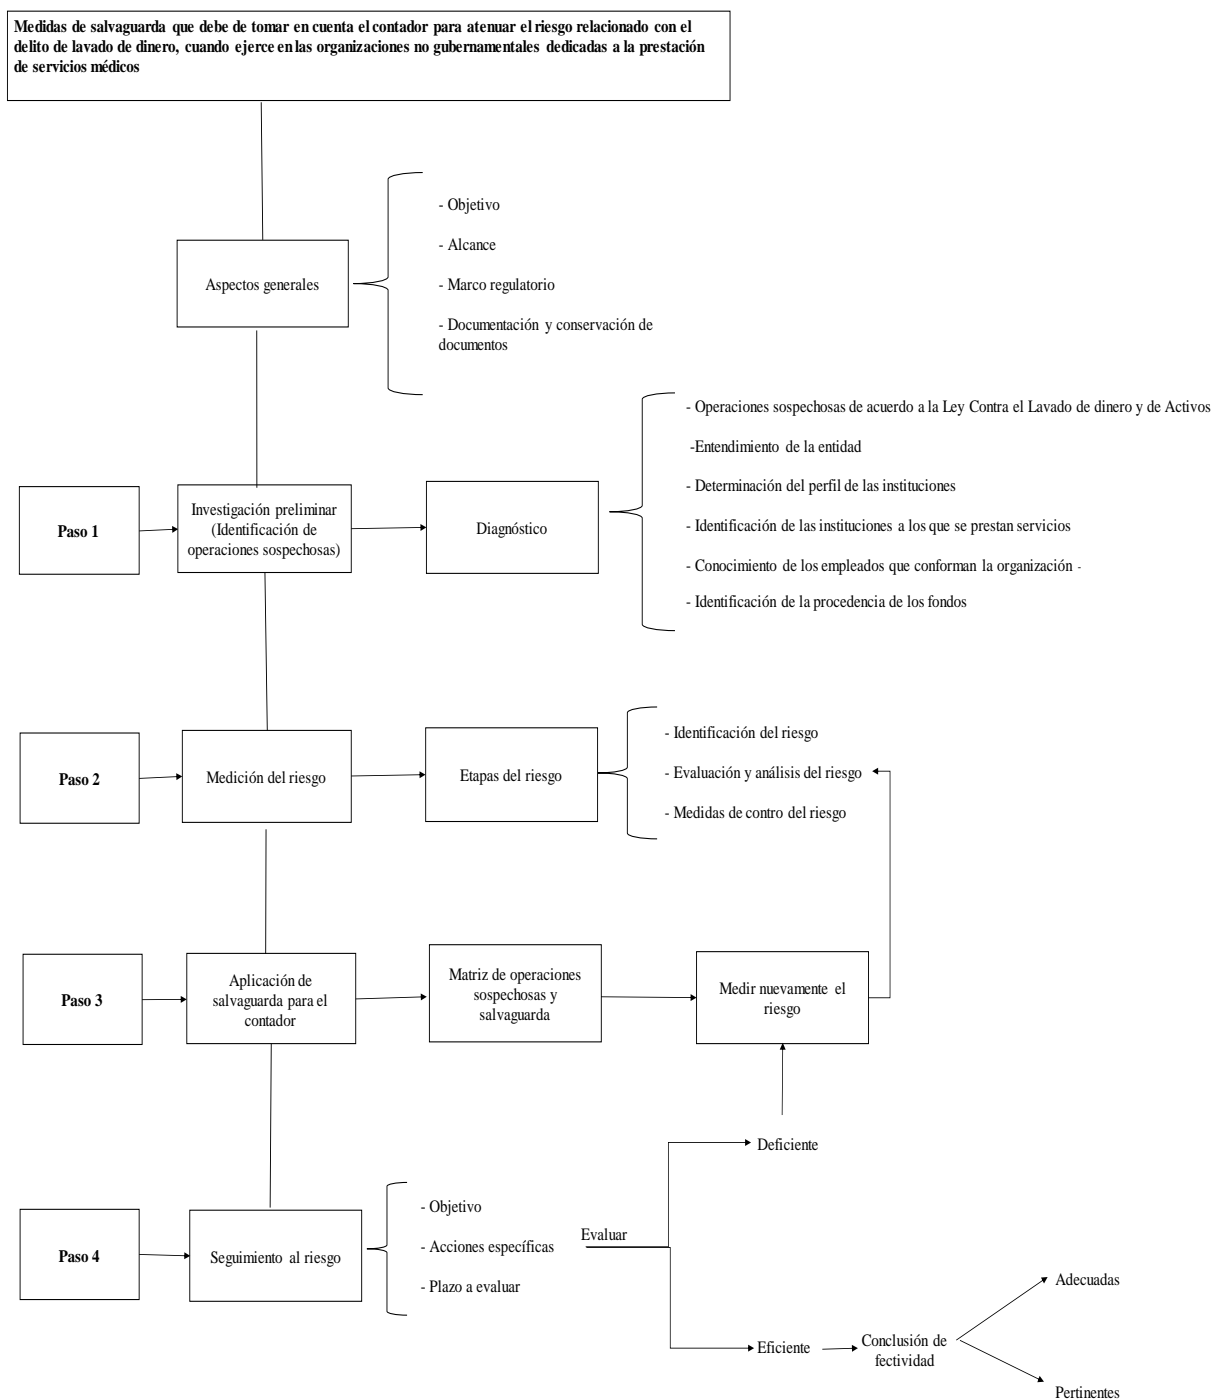 Medidas de salvaguarda que debe de tomar en cuenta el contador para atenuar el riesgo relacionado con el
delito de lavado de dinero, cuando ejerce en las organizaciones no gubernamentales dedicadas a la prestación
de servicios médicos
Aspectos generales
- Objetivo
- Alcance
- Marco regulatorio
- Documentación y conservación de
documentos
Paso 1
Investigación preliminar
(Identificación de
operaciones sospechosas)
Diagnóstico
- Operaciones sospechosas de acuerdo a la Ley Contra el Lavado de dinero y de Activos
-Entendimiento de la entidad
- Determinación del perfil de las instituciones
- Identificación de las instituciones a los que se prestan servicios
- Conocimiento de los empleados que conforman la organización -
- Identificación de la procedencia de los fondos
Paso 2
Medición del riesgo
Etapas del riesgo
- Identificación del riesgo
- Evaluación y análisis del riesgo
- Medidas de contro del riesgo
Paso 3
Aplicación de
salvaguarda para el
contador
Matriz de operaciones
sospechosas y
salvaguarda
Medir nuevamente el
riesgo
Paso 4
Seguimiento al riesgo
- Objetivo
- Acciones específicas
- Plazo a evaluar
Evaluar
Deficiente
Eficiente
Conclusión de
fectividad
Adecuadas
Pertinentes